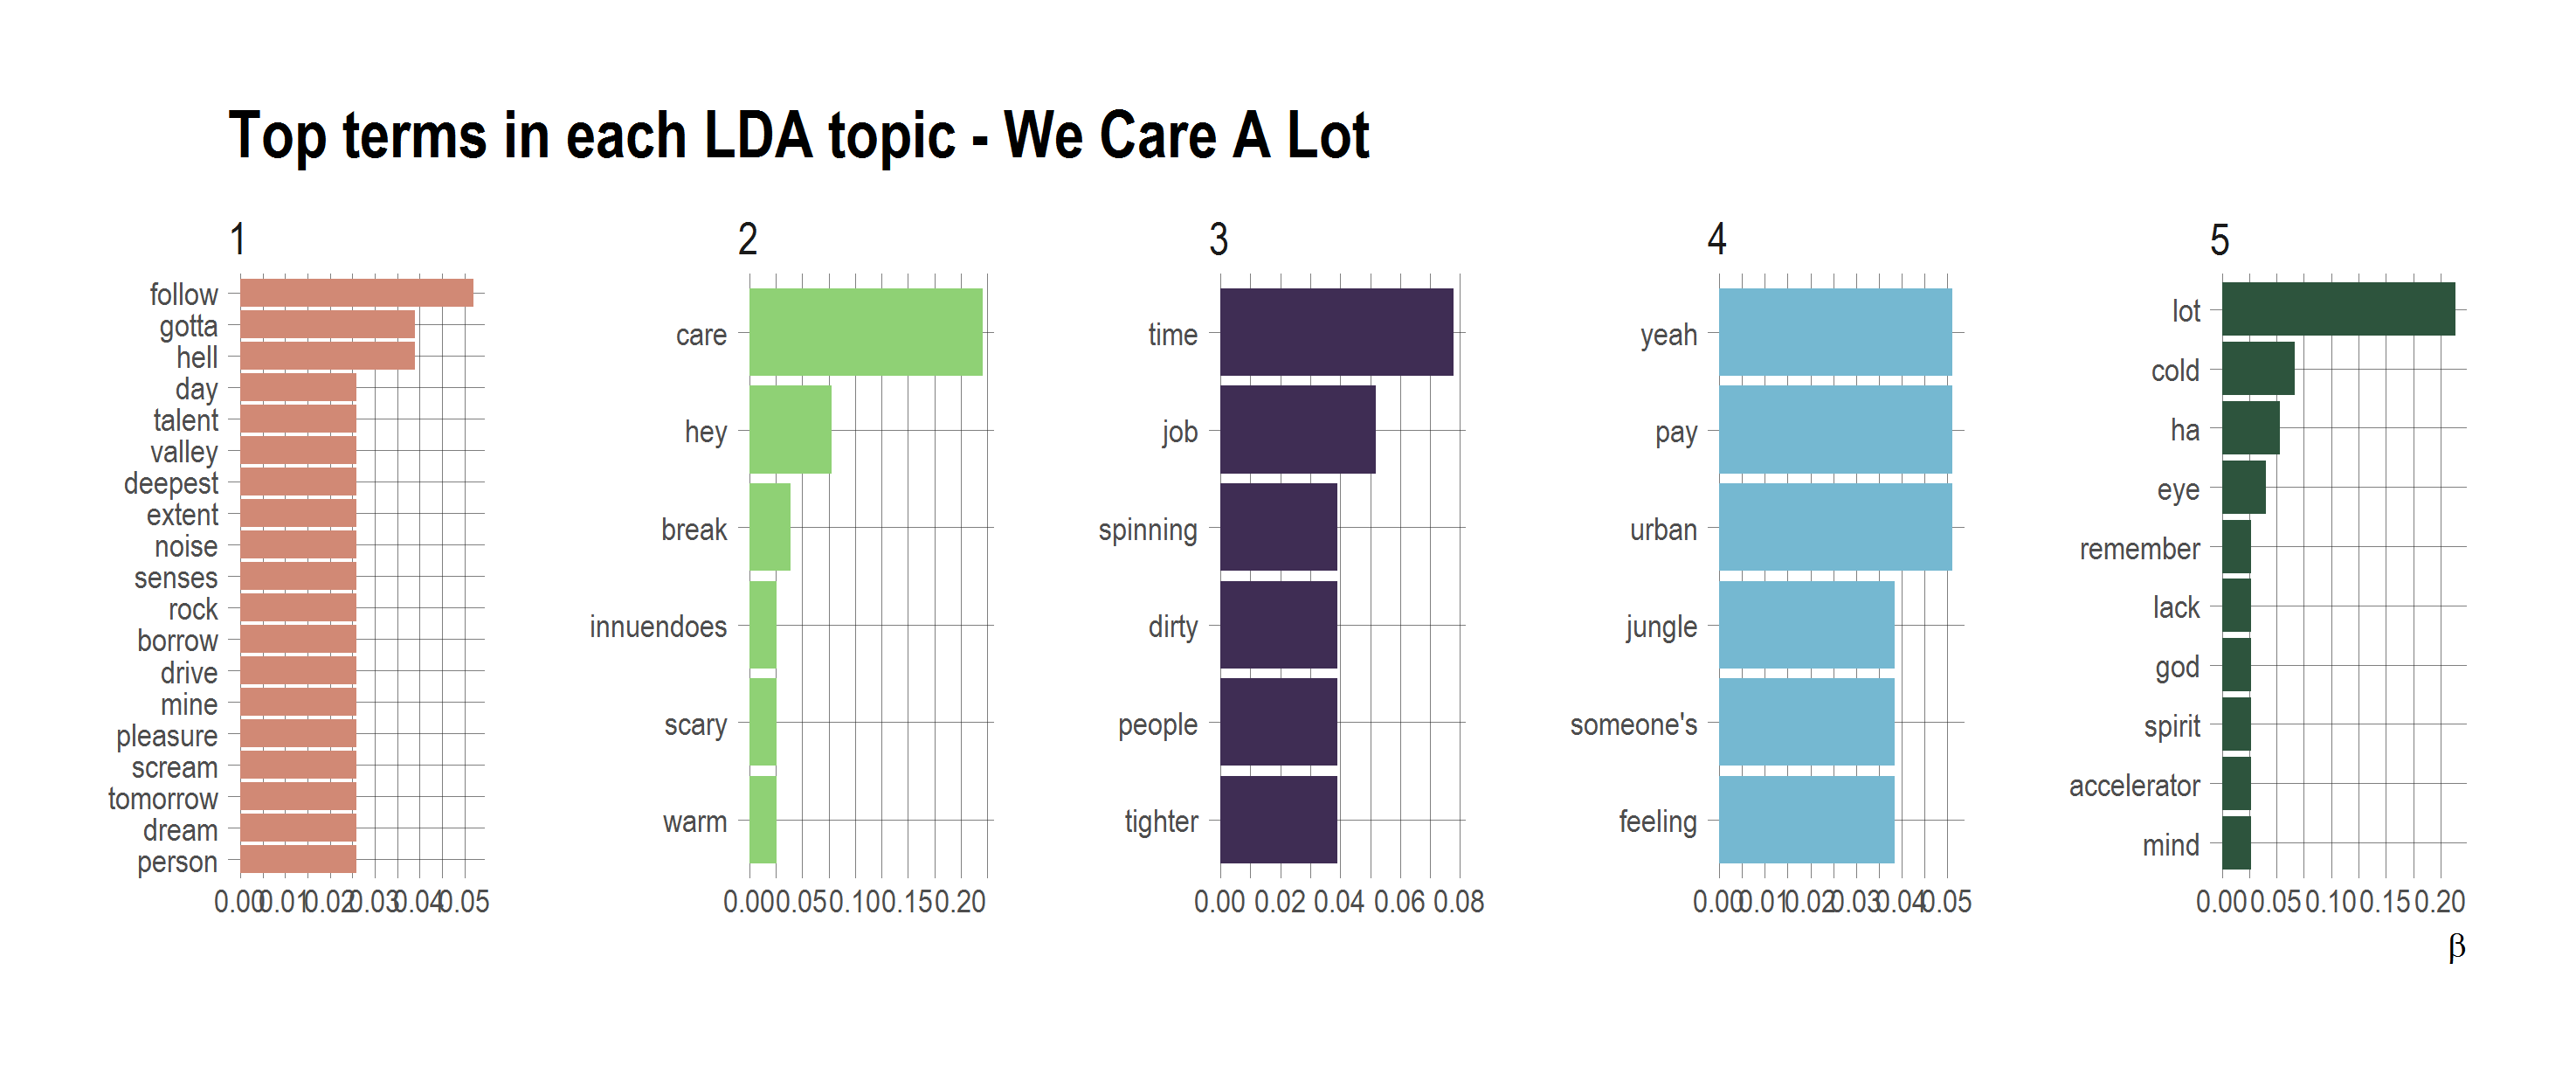 Top terms in each LDA topic - We Care A Lot
1
follow
gotta
hell
day
talent
valley
deepest
extent
noise
senses
rock
borrow
drive
mine
pleasure
scream
tomorrow
dream
person
0.00 0.01 0.02 0.03 0.04 0.05
2
care
hey
break
innuendoes
scary
warm
0.00 0.05 0.10 0.15 0.20
3
time
job
spinning
dirty
people
tighter
0.00 0.02 0.04 0.06 0.08
4
yeah
pay
urban
jungle
someone's
feeling
0.00 0.01 0.02 0.03 0.04 0.05
5
lot
cold
ha
eye
remember
lack
god
spirit
accelerator
mind
0.00 0.05 0.10 0.15 0.20
β